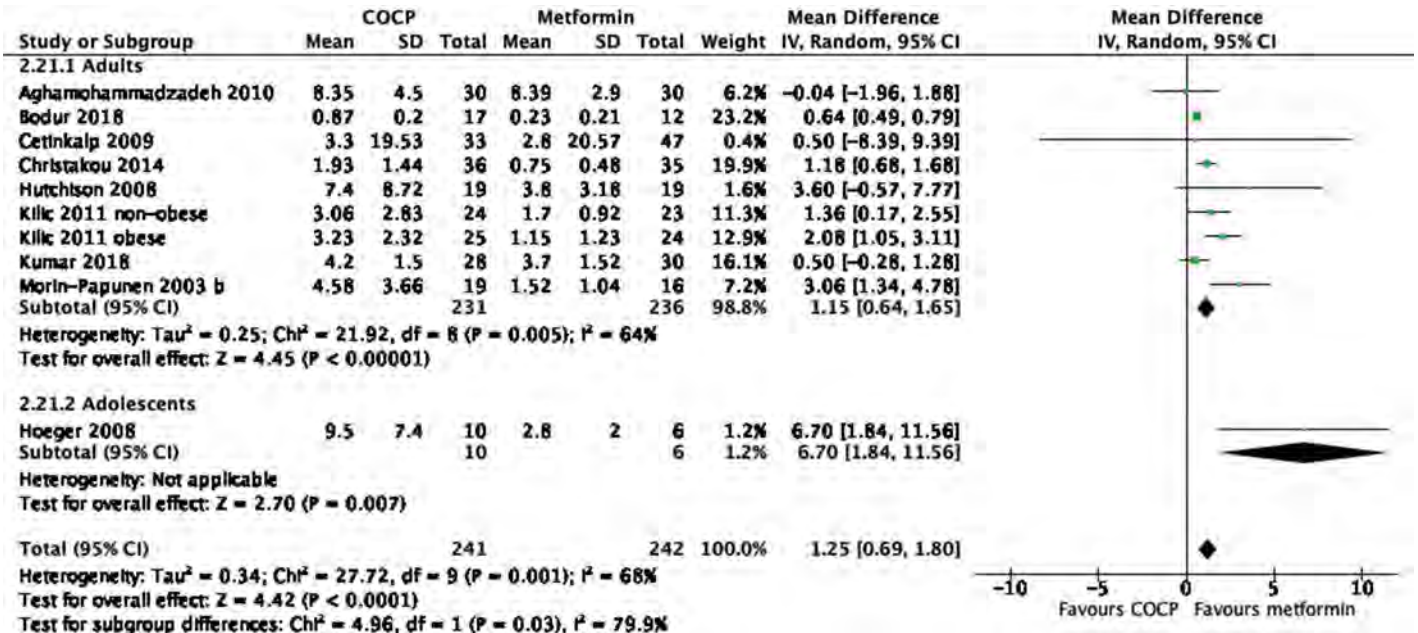 COCP Metformin Mean Difference Mean Difference
Study or Subgroup Mean SD Total Mean SD Total Weight IV, Random, 95% CI IV, Random, 95% CI
2.21.1 Adults
Aghamohammadzadeh 2010 8.35 4.5 30 8.39 2.9 30 6.2% −0.04 [−1.96, 1.88]
Bodur 2018 0.87 0.2 17 0.23 0.21 12 23.2% 0.64 [0.49, 0.79]
Cetinkalp 2009 3.3 19.53 33 2.8 20.57 47 0.4% 0.50 [−8.39, 9.39]
Christakou 2014 1.93 1.44 36 0.75 0.48 35 19.9% 1.18 [0.68, 1.68]
Hutchison 2008 7.4 8.72 19 3.8 3.18 19 1.6% 3.60 [−0.57, 7.77]
Kilic 2011 non−obese 3.06 2.83 24 1.7 0.92 23 11.3% 1.36 [0.17, 2.55]
Kilic 2011 obese 3.23 2.32 25 1.15 1.23 24 12.9% 2.08 [1.05, 3.11]
Kumar 2018 4.2 1.5 28 3.7 1.52 30 16.1% 0.50 [−0.28, 1.28]
Morin−Papunen 2003 b 4.58 3.66 19 1.52 1.04 16 7.2% 3.06 [1.34, 4.78]
Subtotal (95% CI) 231 236 98.8% 1.15 [0.64, 1.65]
Heterogeneity: Tau² = 0.25; Chi² = 21.92, df = 8 (P = 0.005); I² = 64%
Test for overall effect: Z = 4.45 (P < 0.00001)
2.21.2 Adolescents
Hoeger 2008 9.5 7.4 10 2.8 2 6 1.2% 6.70 [1.84, 11.56]
Subtotal (95% CI) 10 6 1.2% 6.70 [1.84, 11.56]
Heterogeneity: Not applicable
Test for overall effect: Z = 2.70 (P = 0.007)
Total (95% CI) 241 242 100.0% 1.25 [0.69, 1.80]
Heterogeneity: Tau² = 0.34; Chi² = 27.72, df = 9 (P = 0.001); I² = 68%
Test for overall effect: Z = 4.42 (P < 0.0001)
Test for subgroup differences: Chi² = 4.96, df = 1 (P = 0.03), I² = 79.9%
−10 −5 0 5 10
Favours COCP Favours metformin